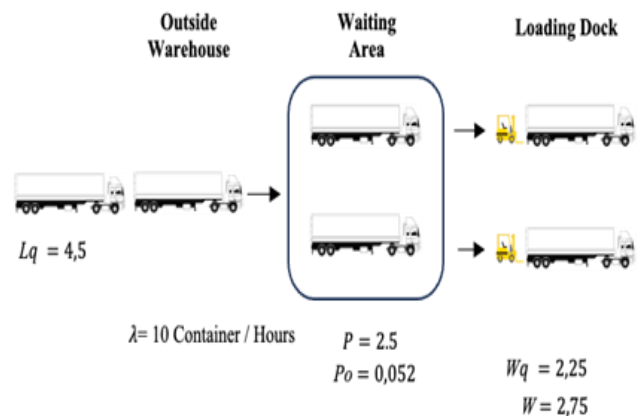 Outside
Warehouse
Waiting
Area
Loading Dock
Lq = 4,5
λ= 10 Container / Hours
P = 2.5
Po = 0,052
Wq = 2,25
W = 2,75